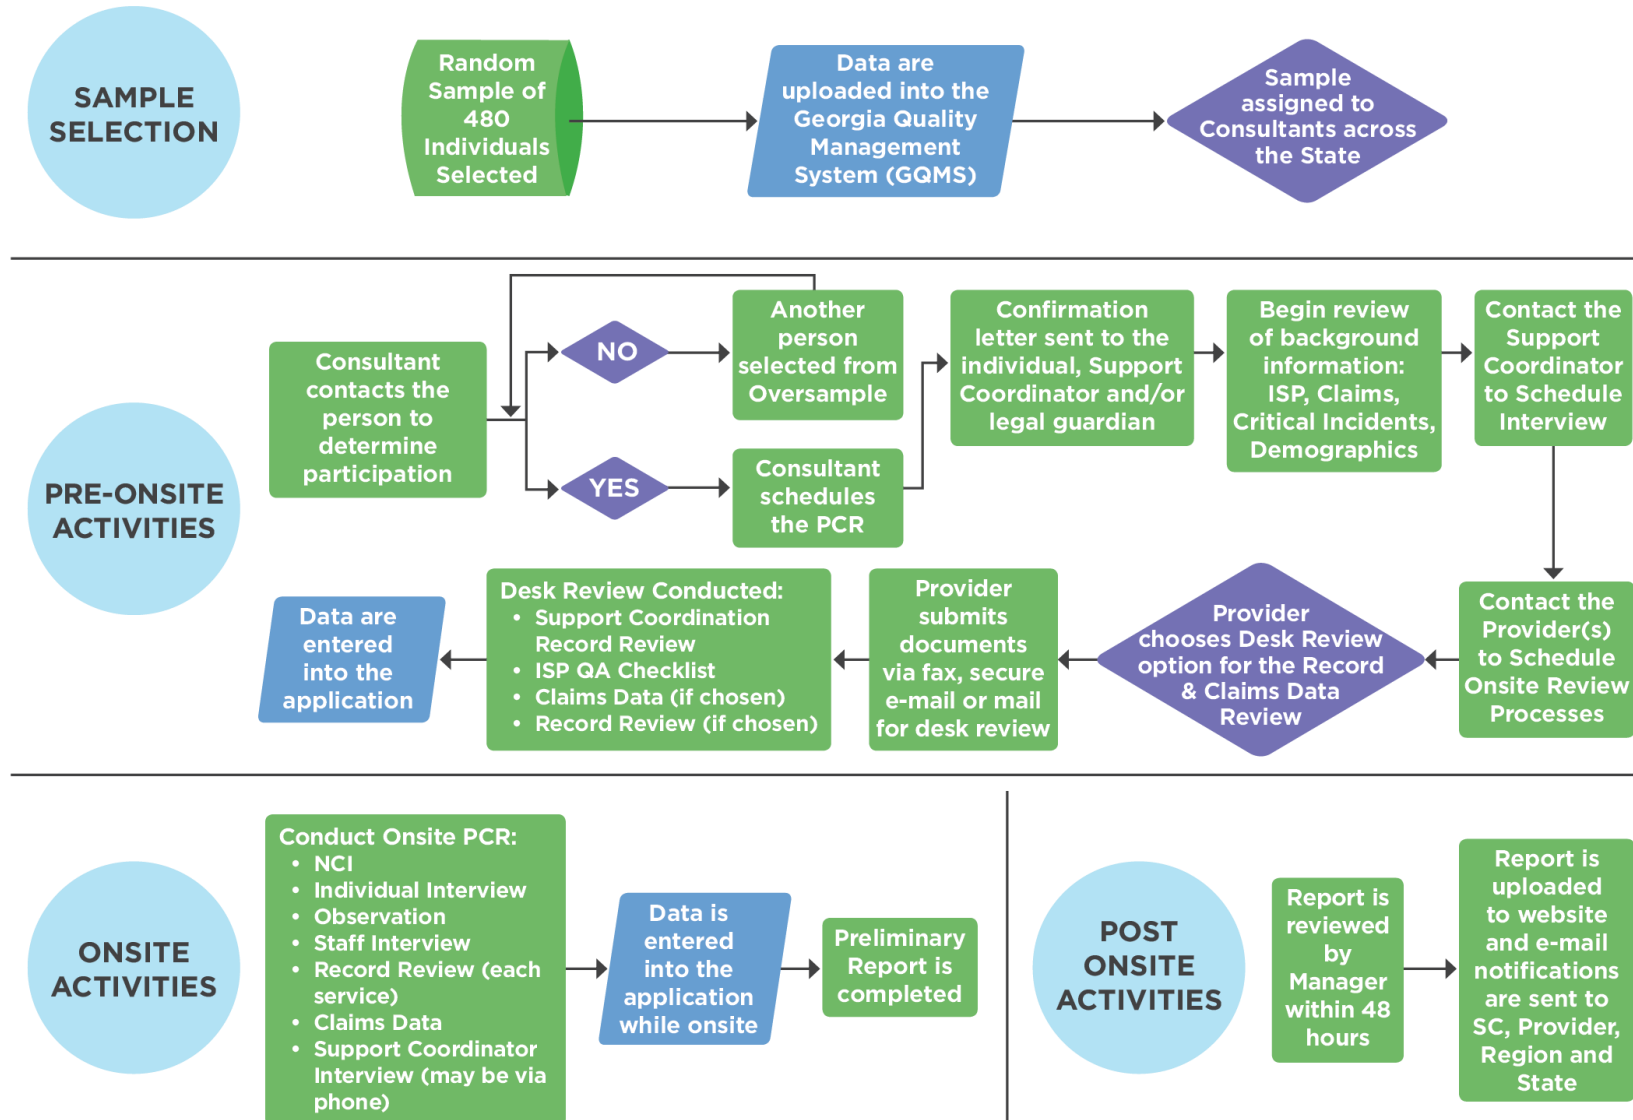 SAMPLE
SELECTION
Random
Sample of
480
Individuals
Selected
Data are
uploaded into the
Georgia Quality
Management
System (GQMS)
Sample
assigned to
Consultants across
the State
PRE-ONSITE
ACTIVITIES
Consultant
contacts the
person to
determine
participation
NO
Another
person
selected from
Oversample
YES
Consultant
schedules
the PCR
Confirmation
letter sent to the
individual, Support
Coordinator and/or
legal guardian
Begin review
of background
information:
ISP, Claims,
Critical Incidents,
Demographics
Contact the
Support
Coordinator
to Schedule
Interview
Contact the
Provider(s)
to Schedule
Onsite Review
Processes
Provider
chooses Desk Review
option for the Record
& Claims Data
Review
Provider
submits
documents
via fax, secure
e-mail or mail
for desk review
Desk Review Conducted:
• Support Coordination
Record Review
• ISP QA Checklist
• Claims Data (if chosen)
• Record Review (if chosen)
Data are
entered
into the
application
ONSITE
ACTIVITIES
Conduct Onsite PCR:
• NCI
• Individual Interview
• Observation
• Staff Interview
• Record Review (each
service)
• Claims Data
• Support Coordinator
Interview (may be via
phone)
Data is
entered
into the
application
while onsite
Preliminary
Report is
completed
POST
ONSITE
ACTIVITIES
Report is
reviewed
by
Manager
within 48
hours
Report is
uploaded
to website
and e-mail
notifications
are sent to
SC, Provider,
Region and
State